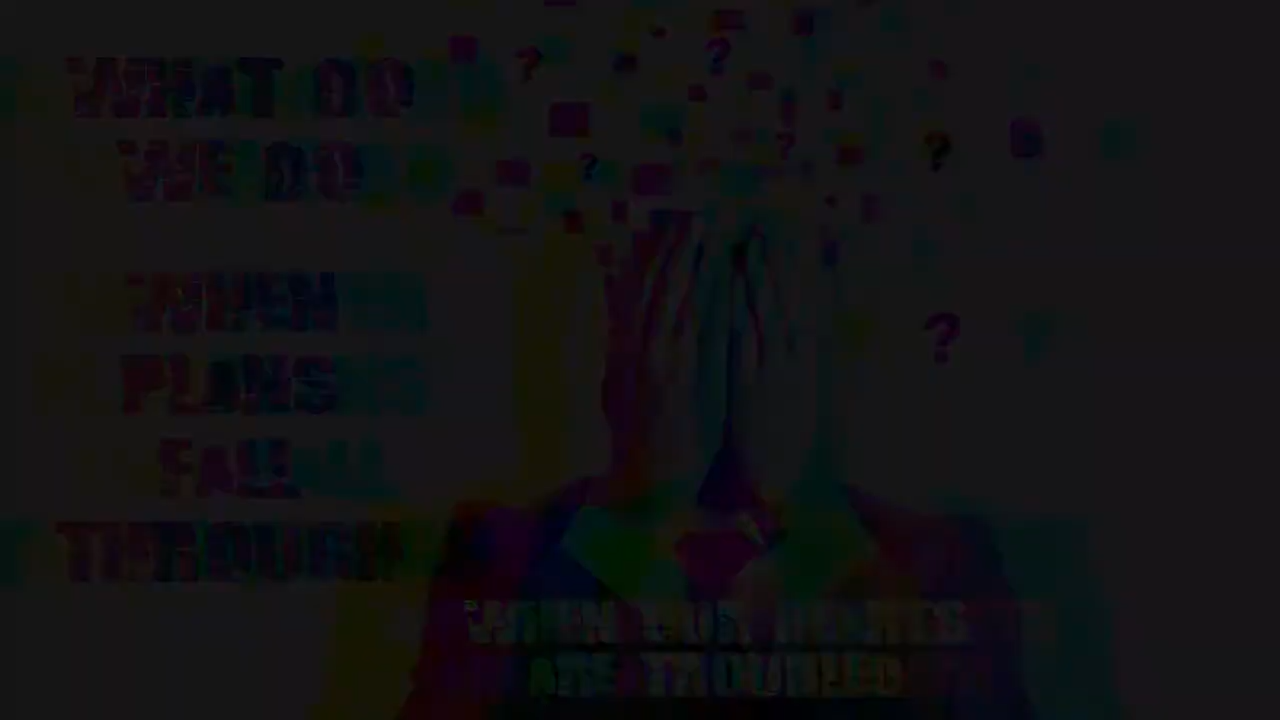 WHAT DO
WE DO
WHEN
PLANS
FALL
THROUGH
WHEN OUR HEARTS
ARE TROUBLED